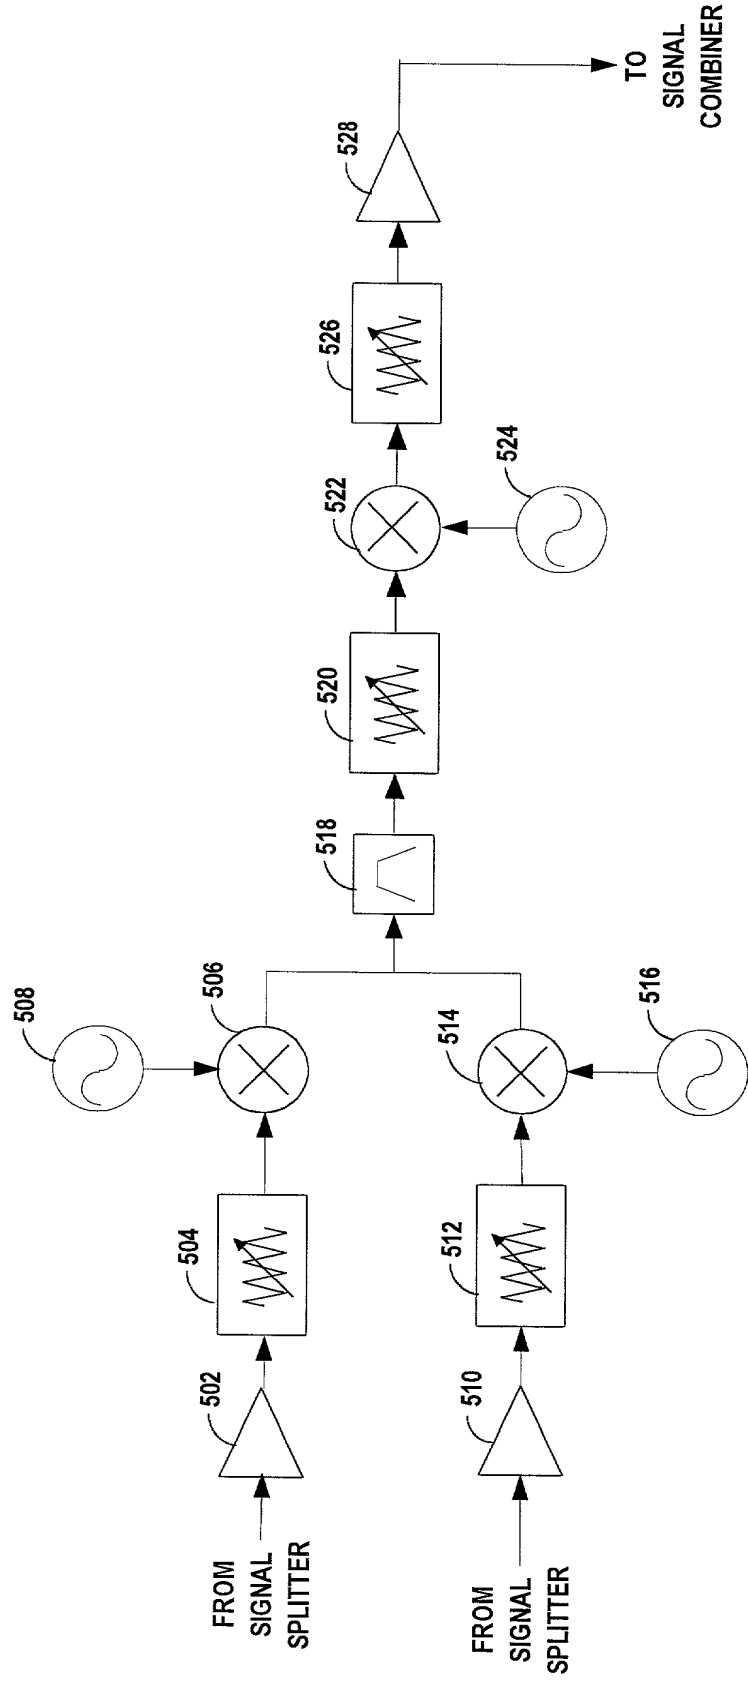 508
506
FROM
SIGNAL
SPLITTER
502
504
518
520
522
526
528
524
TO
SIGNAL
COMBINER
FROM
SIGNAL
SPLITTER
510
512
514
516